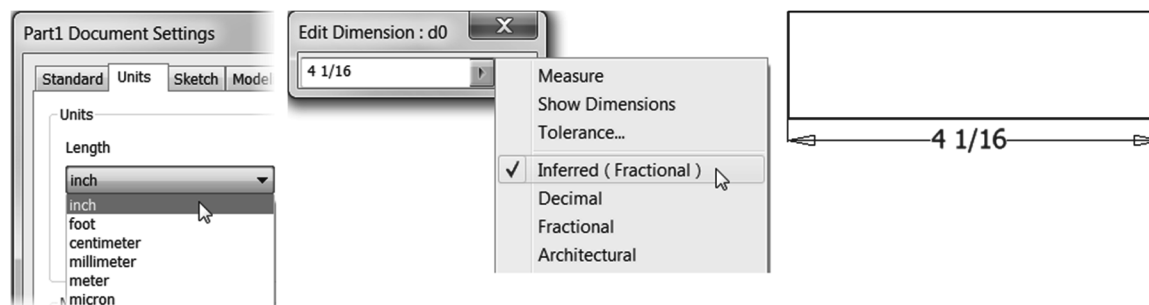 Part1 Document Settings
Standard Units Sketch Model
Units
Length
inch
inch
foot
centimeter
millimeter
meter
micron
Edit Dimension : d0 X
4 1/16
Measure
Show Dimensions
Tolerance...
✓ Inferred ( Fractional )
Decimal
Fractional
Architectural
4 1/16